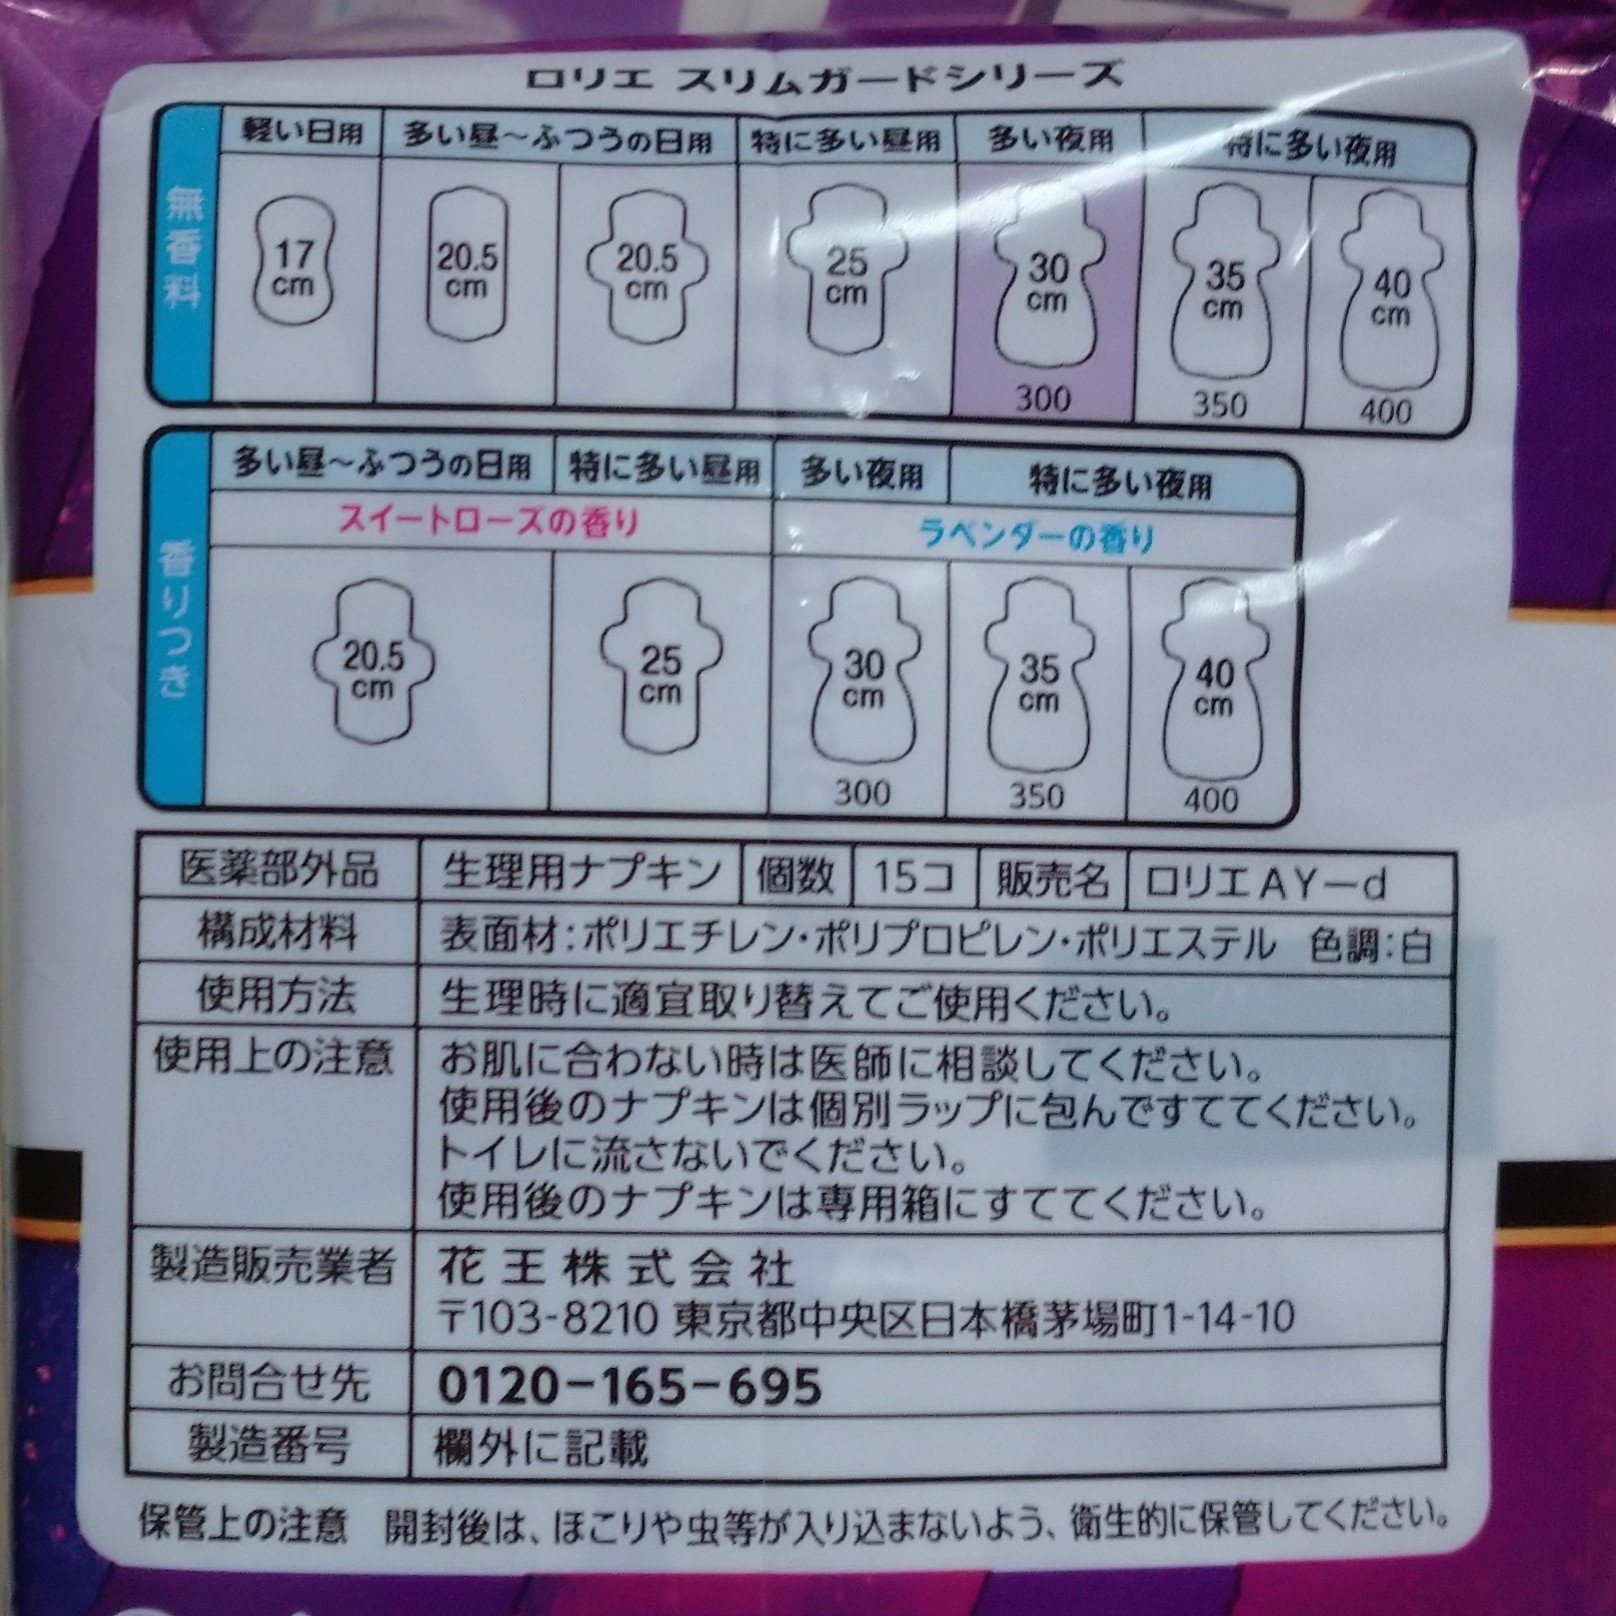 ロリエ スリムガードシリーズ
無香料
軽い日用 多い昼～ふつうの日用 特に多い昼用 多い夜用 特に多い夜用
17 cm 20.5 cm 20.5 cm 25 cm 30 cm 35 cm 40 cm
300 350 400
香りつき
多い昼～ふつうの日用 特に多い昼用 多い夜用 特に多い夜用
スイートローズの香り ラベンダーの香り
20.5 cm 25 cm 30 cm 35 cm 40 cm
300 350 400
医薬部外品 生理用ナプキン 個数 15コ 販売名 ロリエAY−d
構成材料 表面材:ポリエチレン・ポリプロピレン・ポリエステル 色調:白
使用方法 生理時に適宜取り替えてご使用ください。
使用上の注意 お肌に合わない時は医師に相談してください。
使用後のナプキンは個別ラップに包んですててください。
トイレに流さないでください。
使用後のナプキンは専用箱にすててください。
製造販売業者 花王株式会社
〒103-8210 東京都中央区日本橋茅場町1-14-10
お問合せ先 0120−165−695
製造番号 欄外に記載
保管上の注意 開封後は、ほこりや虫等が入り込まないよう、衛生的に保管してください。